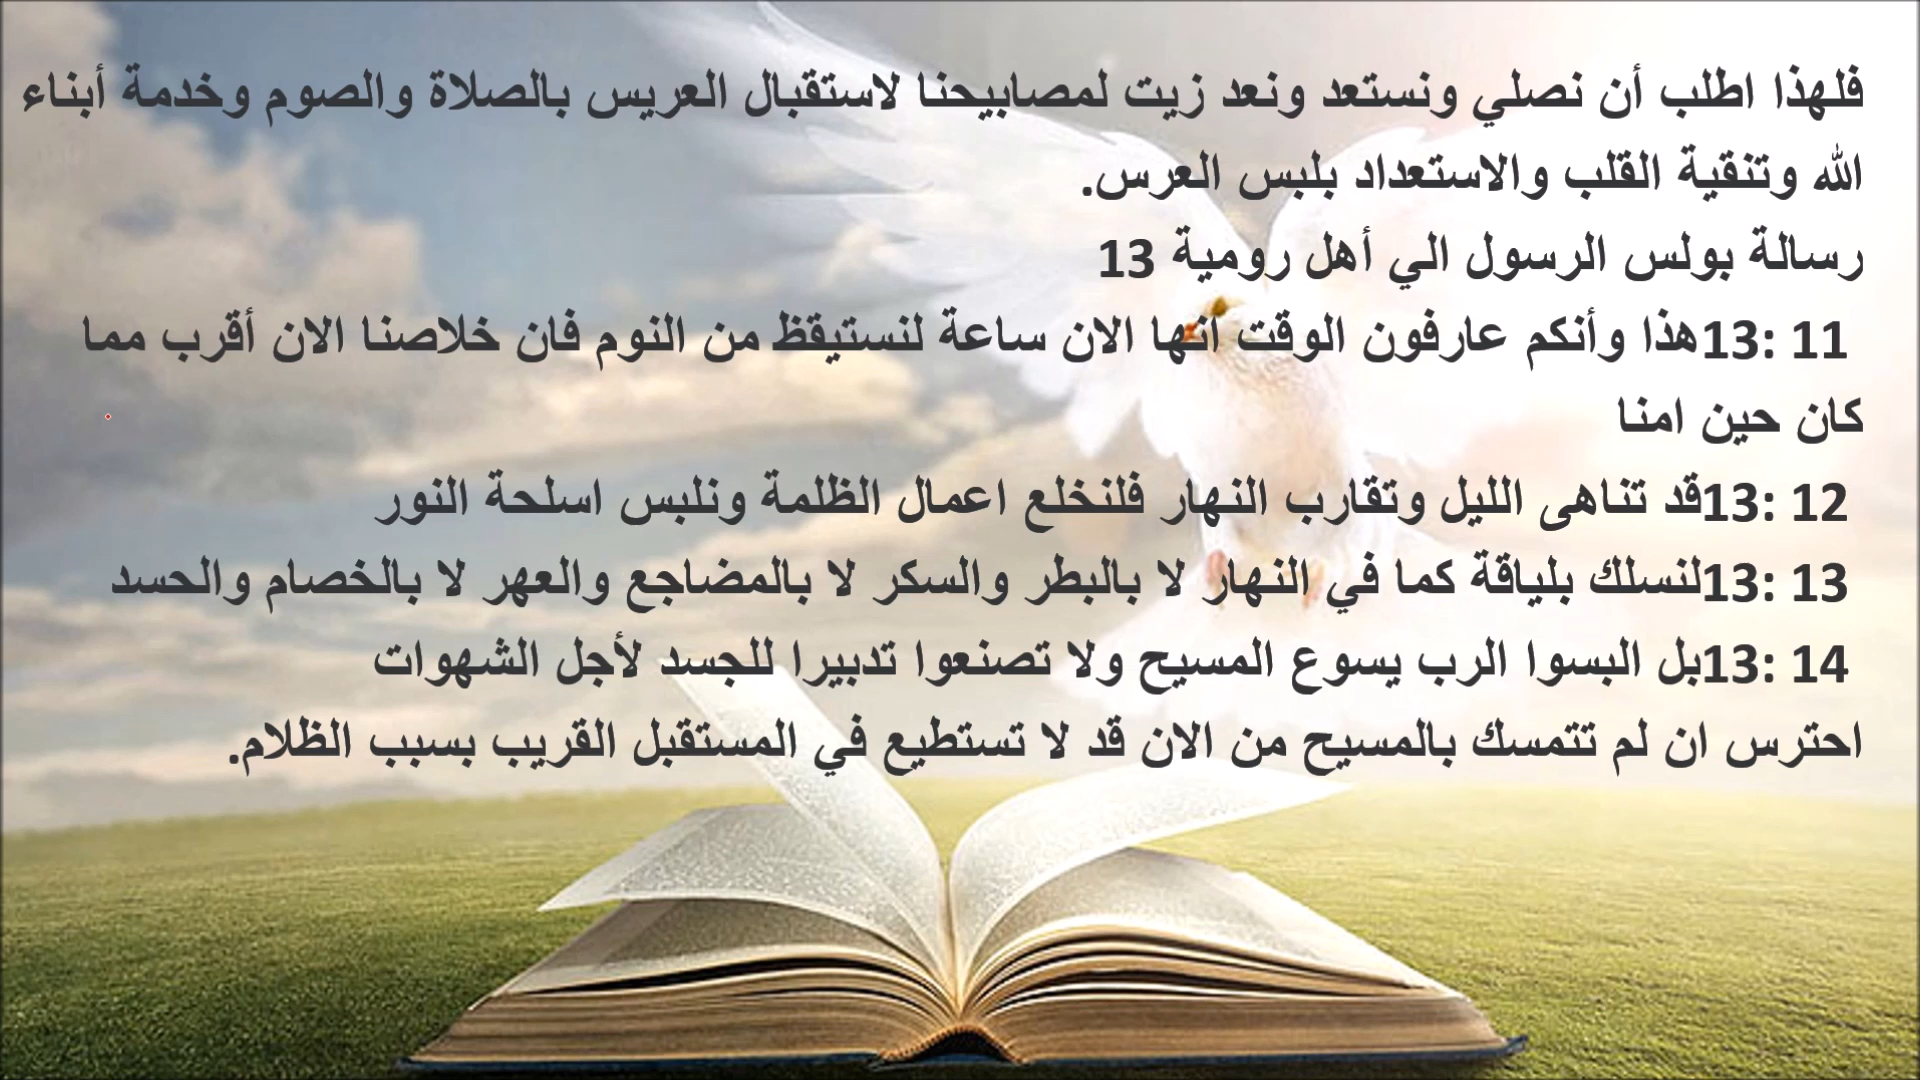 فلهذا اطلب أن نصلي ونستعد ونعد زيت لمصابيحنا لاستقبال العريس بالصلاة والصوم وخدمة أبناء
الله وتنقية القلب والاستعداد بلبس العرس.
رسالة بولس الرسول الي أهل رومية 13
13: 11هذا وأنكم عارفون الوقت انها الان ساعة لنستيقظ من النوم فان خلاصنا الان أقرب مما
كان حين امنا
13: 12قد تناهى الليل وتقارب النهار فلنخلع اعمال الظلمة ونلبس اسلحة النور
13: 13لنسلك بلياقة كما في النهار لا بالبطر والسكر لا بالمضاجع والعهر لا بالخصام والحسد
13: 14بل البسوا الرب يسوع المسيح ولا تصنعوا تدبيرا للجسد لأجل الشهوات
احترس ان لم تتمسك بالمسيح من الان قد لا تستطيع في المستقبل القريب بسبب الظلام.